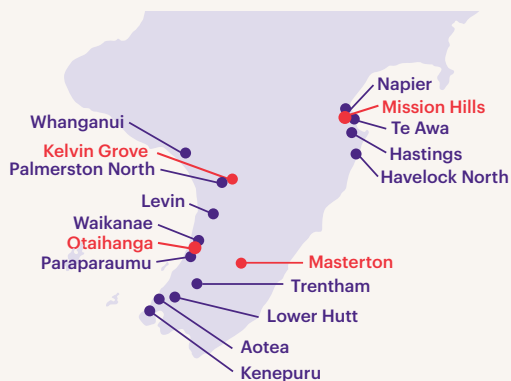 Napier
Mission Hills
Te Awa
Hastings
Havelock North
Whanganui
Kelvin Grove
Palmerston North
Levin
Waikanae
Otaihanga
Paraparaumu
Masterton
Trentham
Lower Hutt
Aotea
Kenepuru